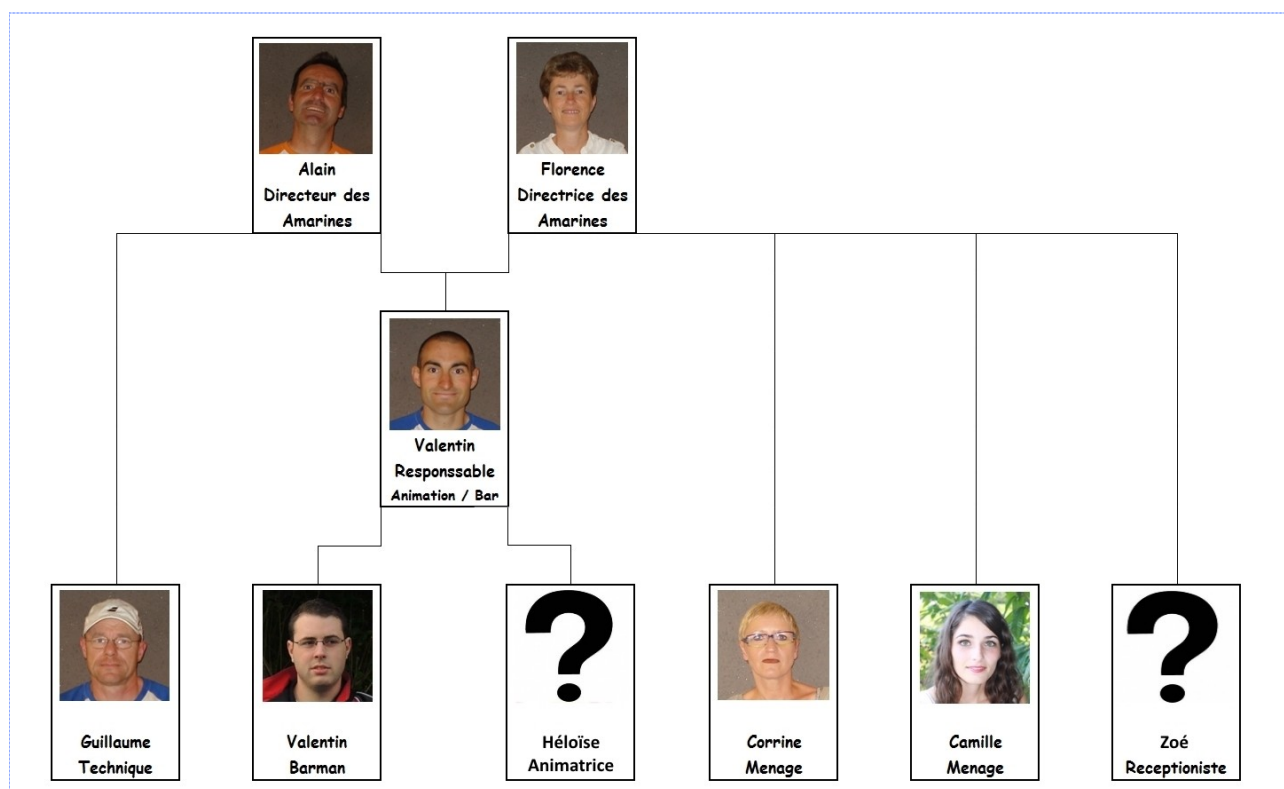 Alain
Directeur des
Amarines
Florence
Directrice des
Amarines
Valentin
Responssable
Animation / Bar
Guillaume
Technique
Valentin
Barman
?
Héloïse
Animatrice
Corrine
Menage
Camille
Menage
?
Zoé
Receptioniste